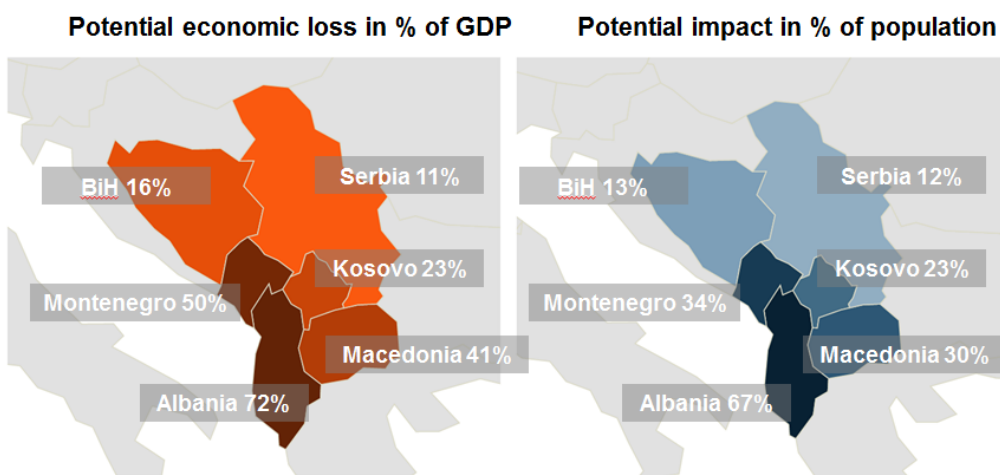 Potential economic loss in % of GDP
BiH 16%
Serbia 11%
Kosovo 23%
Montenegro 50%
Macedonia 41%
Albania 72%
Potential impact in % of population
BiH 13%
Serbia 12%
Kosovo 23%
Montenegro 34%
Macedonia 30%
Albania 67%